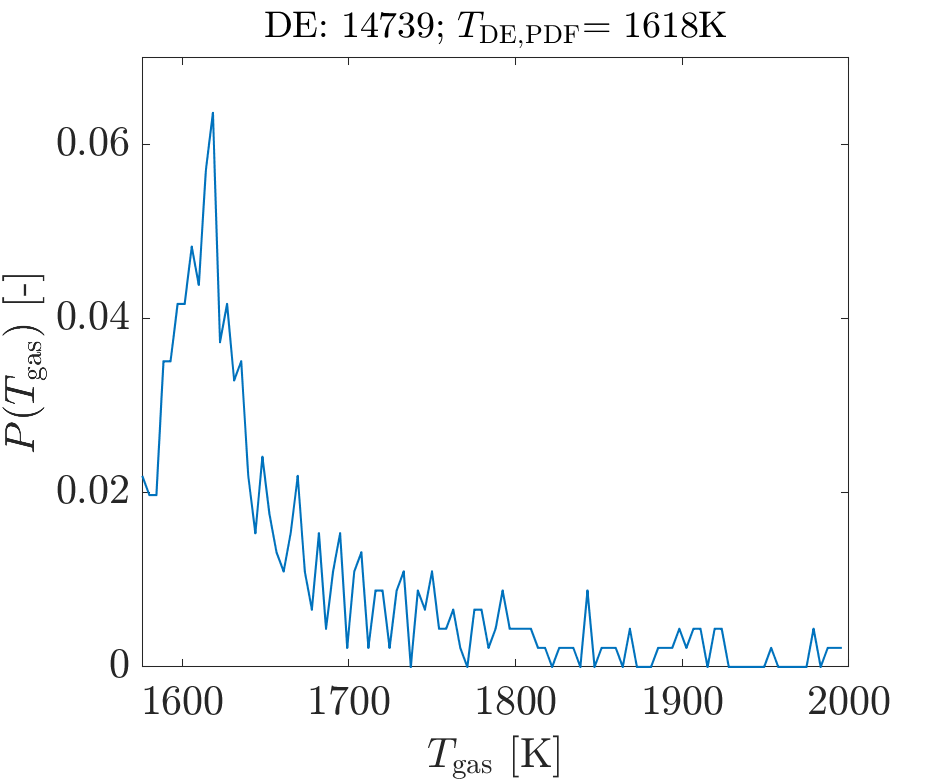 DE: 14739; T_DE,PDF= 1618K
P(T_gas) [-]
0.06
0.04
0.02
0
1600 1700 1800 1900 2000
T_gas [K]